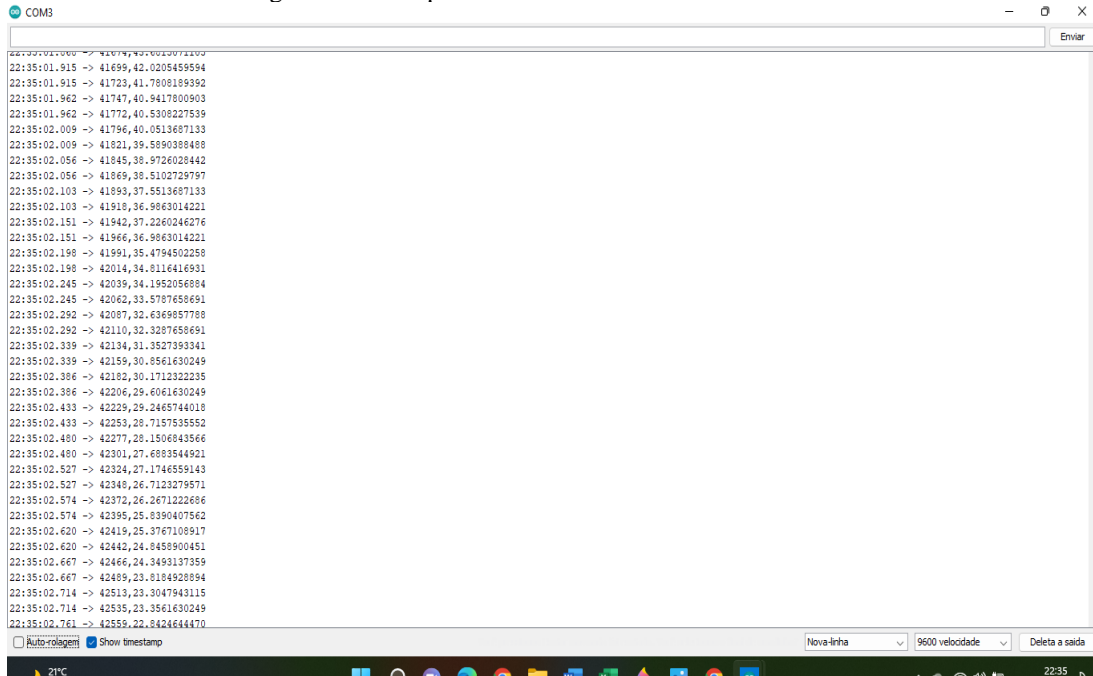 COM3
Enviar
22:35:01.915 -> 41699,42.0205459594
22:35:01.915 -> 41723,41.7808189392
22:35:01.962 -> 41747,40.9417800903
22:35:01.962 -> 41772,40.5308227539
22:35:02.009 -> 41796,40.0513687133
22:35:02.009 -> 41821,39.5890388488
22:35:02.056 -> 41845,38.9726028442
22:35:02.056 -> 41869,38.5102729797
22:35:02.103 -> 41893,37.5513687133
22:35:02.103 -> 41918,36.9863014221
22:35:02.151 -> 41942,37.2260246276
22:35:02.151 -> 41966,36.9863014221
22:35:02.198 -> 41991,35.4794502258
22:35:02.198 -> 42014,34.8116416931
22:35:02.245 -> 42039,34.1952056884
22:35:02.245 -> 42062,33.5787658691
22:35:02.292 -> 42087,32.6369857788
22:35:02.292 -> 42110,32.3287658691
22:35:02.339 -> 42134,31.3527393341
22:35:02.339 -> 42159,30.8561630249
22:35:02.386 -> 42182,30.1712322235
22:35:02.386 -> 42206,29.6061630249
22:35:02.433 -> 42229,29.2465744018
22:35:02.433 -> 42253,28.7157535552
22:35:02.480 -> 42277,28.1506843566
22:35:02.480 -> 42301,27.6883544921
22:35:02.527 -> 42324,27.1746559143
22:35:02.527 -> 42348,26.7123279571
22:35:02.574 -> 42372,26.2671222686
22:35:02.574 -> 42395,25.8390407562
22:35:02.620 -> 42419,25.3767108917
22:35:02.620 -> 42442,24.8458900451
22:35:02.667 -> 42466,24.3493137359
22:35:02.667 -> 42489,23.8184928894
22:35:02.714 -> 42513,23.3047943115
22:35:02.714 -> 42535,23.3561630249
22:35:02.761 -> 42559,22.8424644470
Auto-rolagem Show timestamp Nova-linha 9600 velocidade Deleta a saida
21°C 22:35